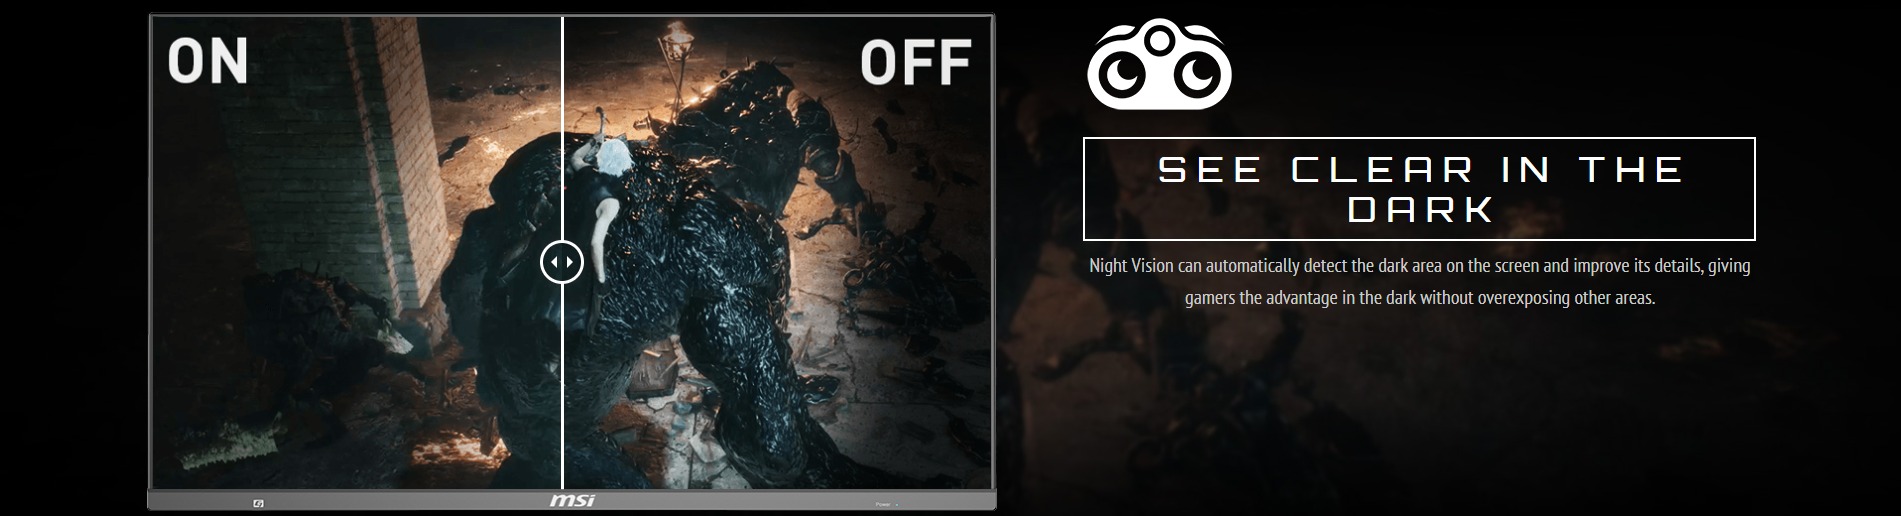 ON
OFF
msi
Power
SEE CLEAR IN THE
DARK
Night Vision can automatically detect the dark area on the screen and improve its details, giving
gamers the advantage in the dark without overexposing other areas.